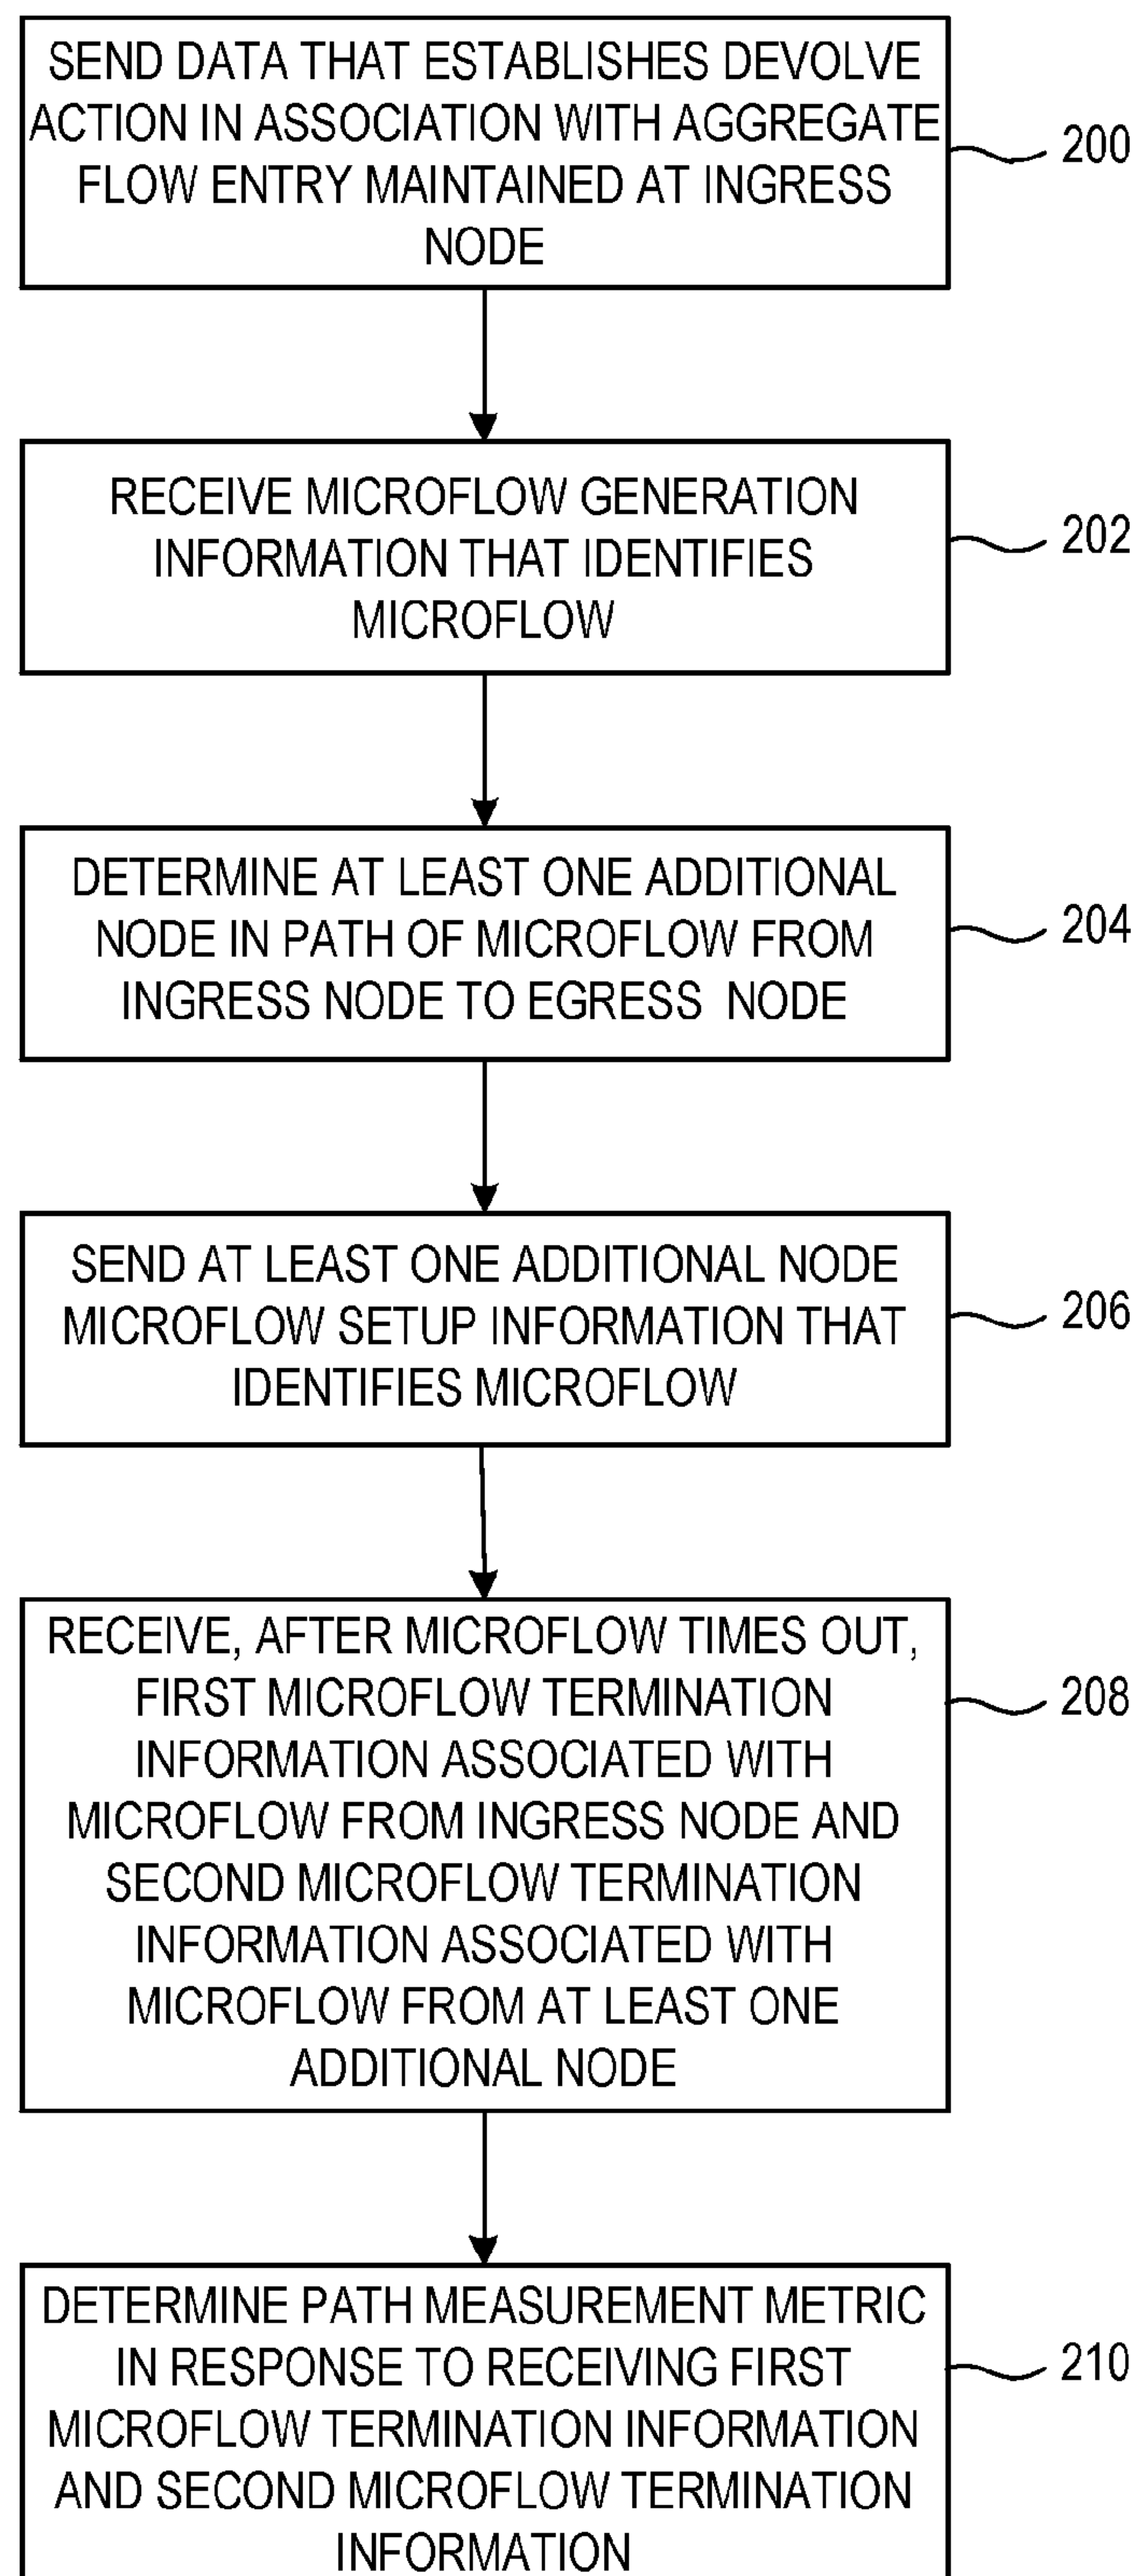 SEND DATA THAT ESTABLISHES DEVOLVE
ACTION IN ASSOCIATION WITH AGGREGATE
FLOW ENTRY MAINTAINED AT INGRESS
NODE
200
RECEIVE MICROFLOW GENERATION
INFORMATION THAT IDENTIFIES
MICROFLOW
202
DETERMINE AT LEAST ONE ADDITIONAL
NODE IN PATH OF MICROFLOW FROM
INGRESS NODE TO EGRESS NODE
204
SEND AT LEAST ONE ADDITIONAL NODE
MICROFLOW SETUP INFORMATION THAT
IDENTIFIES MICROFLOW
206
RECEIVE, AFTER MICROFLOW TIMES OUT,
FIRST MICROFLOW TERMINATION
INFORMATION ASSOCIATED WITH
MICROFLOW FROM INGRESS NODE AND
SECOND MICROFLOW TERMINATION
INFORMATION ASSOCIATED WITH
MICROFLOW FROM AT LEAST ONE
ADDITIONAL NODE
208
DETERMINE PATH MEASUREMENT METRIC
IN RESPONSE TO RECEIVING FIRST
MICROFLOW TERMINATION INFORMATION
AND SECOND MICROFLOW TERMINATION
INFORMATION
210